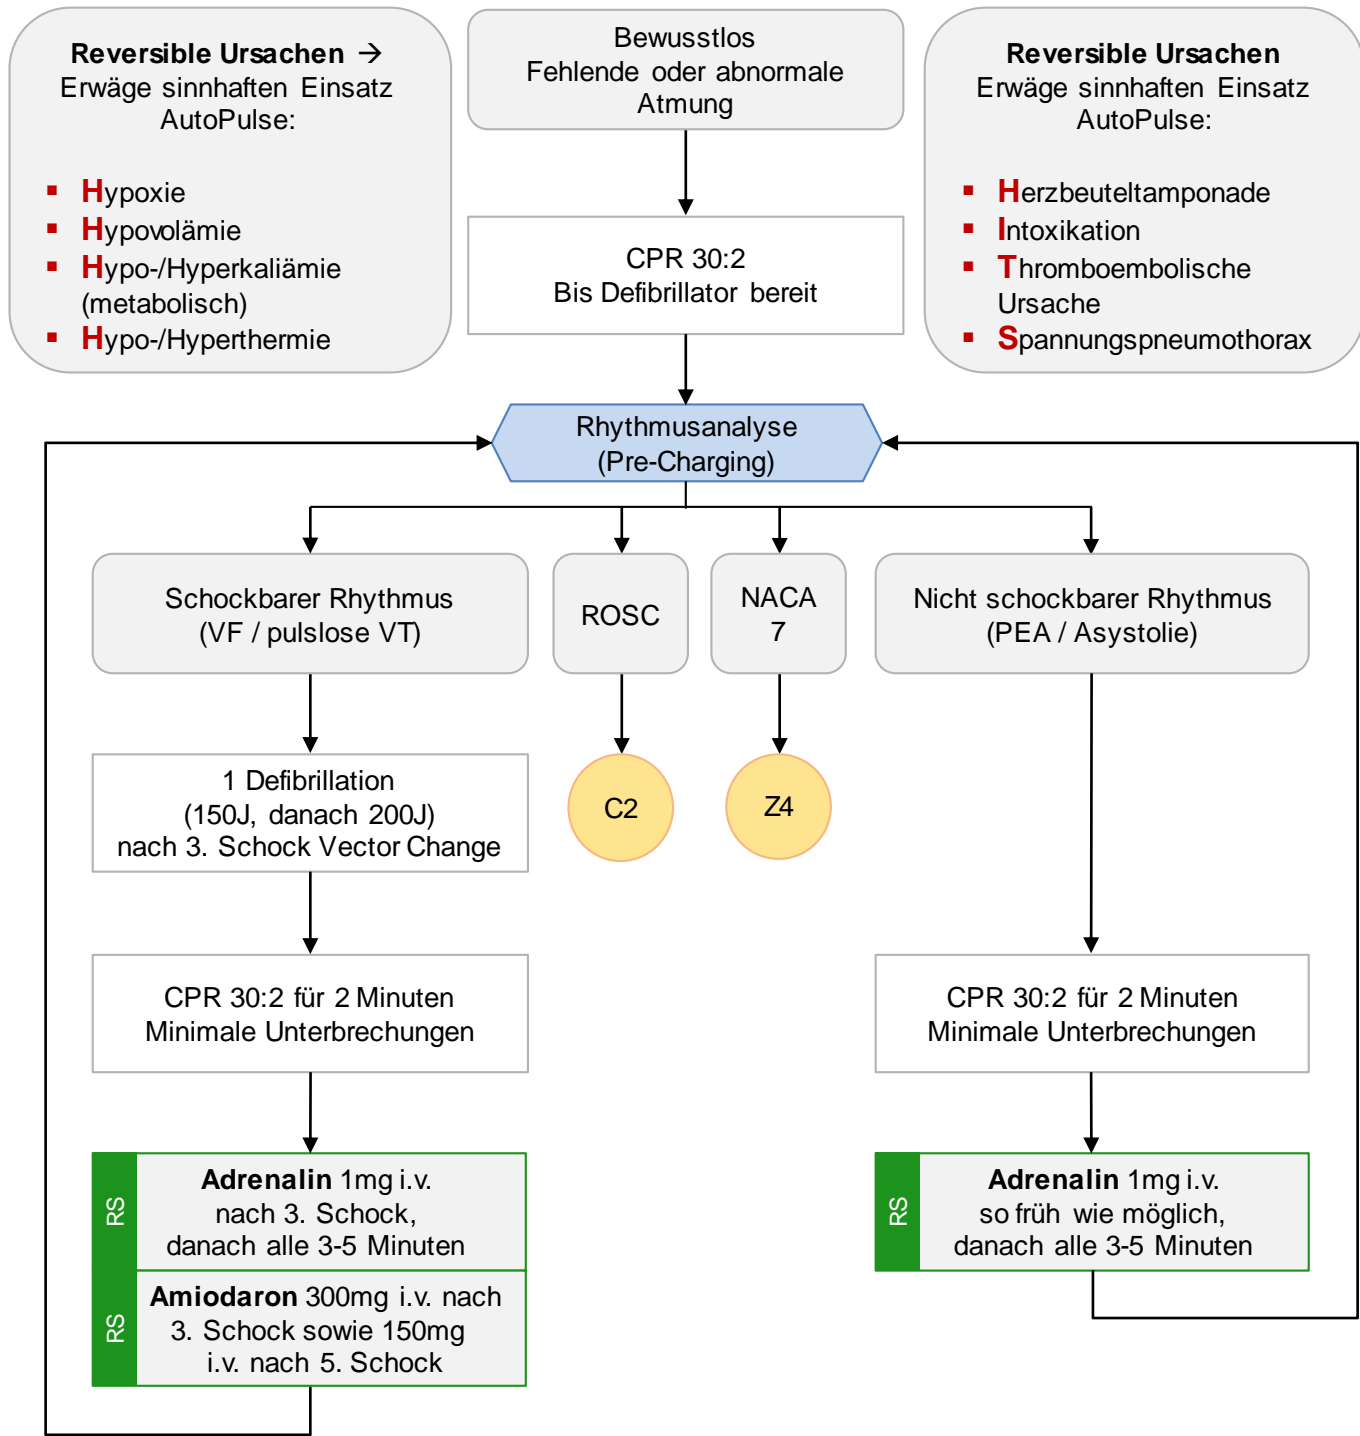 Reversible Ursachen →
Erwäge sinnhaften Einsatz
AutoPulse:
▪ Hypoxie
▪ Hypovolämie
▪ Hypo-/Hyperkaliämie
(metabolisch)
▪ Hypo-/Hyperthermie
Bewusstlos
Fehlende oder abnormale
Atmung
Reversible Ursachen
Erwäge sinnhaften Einsatz
AutoPulse:
▪ Herzbeuteltamponade
▪ Intoxikation
▪ Thromboembolische
Ursache
▪ Spannungspneumothorax
CPR 30:2
Bis Defibrillator bereit
Rhythmusanalyse
(Pre-Charging)
Schockbarer Rhythmus
(VF / pulslose VT)
ROSC
NACA
7
Nicht schockbarer Rhythmus
(PEA / Asystolie)
1 Defibrillation
(150J, danach 200J)
nach 3. Schock Vector Change
C2
Z4
CPR 30:2 für 2 Minuten
Minimale Unterbrechungen
CPR 30:2 für 2 Minuten
Minimale Unterbrechungen
RS
Adrenalin 1mg i.v.
nach 3. Schock,
danach alle 3-5 Minuten
RS
Amiodaron 300mg i.v. nach
3. Schock sowie 150mg
i.v. nach 5. Schock
RS
Adrenalin 1mg i.v.
so früh wie möglich,
danach alle 3-5 Minuten